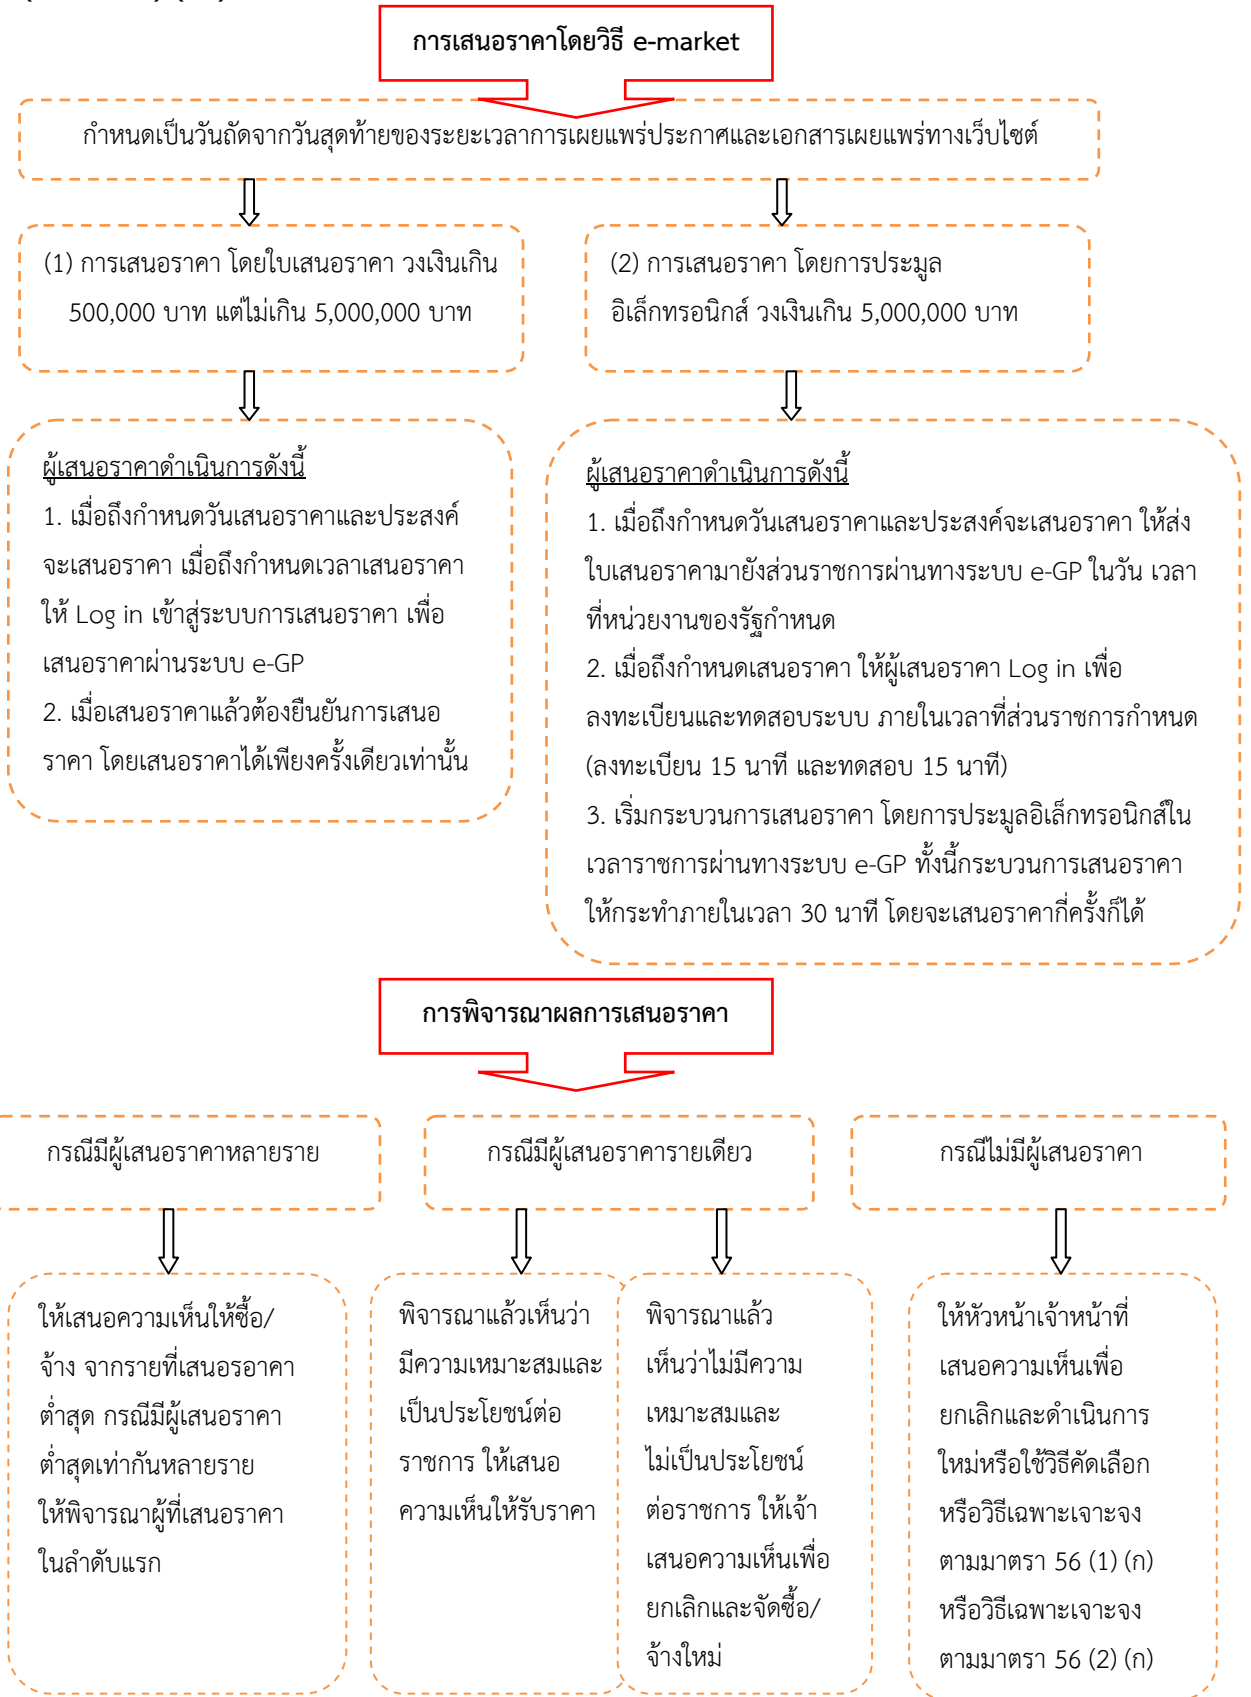 การเสนอราคาโดยวิธี e-market
กำหนดเป็นวันถัดจากวันสุดท้ายของระยะเวลาการเผยแพร่ประกาศและเอกสารเผยแพร่ทางเว็บไซต์
(1) การเสนอราคา โดยใบเสนอราคา วงเงินเกิน
500,000 บาท แต่ไม่เกิน 5,000,000 บาท
(2) การเสนอราคา โดยการประมูล
อิเล็กทรอนิกส์ วงเงินเกิน 5,000,000 บาท
ผู้เสนอราคาดำเนินการดังนี้
1. เมื่อถึงกำหนดวันเสนอราคาและประสงค์
จะเสนอราคา เมื่อถึงกำหนดเวลาเสนอราคา
ให้ Log in เข้าสู่ระบบการเสนอราคา เพื่อ
เสนอราคาผ่านระบบ e-GP
2. เมื่อเสนอราคาแล้วต้องยืนยันการเสนอ
ราคา โดยเสนอราคาได้เพียงครั้งเดียวเท่านั้น
ผู้เสนอราคาดำเนินการดังนี้
1. เมื่อถึงกำหนดวันเสนอราคาและประสงค์จะเสนอราคา ให้ส่ง
ใบเสนอราคามายังส่วนราชการผ่านทางระบบ e-GP ในวัน เวลา
ที่หน่วยงานของรัฐกำหนด
2. เมื่อถึงกำหนดเสนอราคา ให้ผู้เสนอราคา Log in เพื่อ
ลงทะเบียนและทดสอบระบบ ภายในเวลาที่ส่วนราชการกำหนด
(ลงทะเบียน 15 นาที และทดสอบ 15 นาที)
3. เริ่มกระบวนการเสนอราคา โดยการประมูลอิเล็กทรอนิกส์ใน
เวลาราชการผ่านทางระบบ e-GP ทั้งนี้กระบวนการเสนอราคา
ให้กระทำภายในเวลา 30 นาที โดยจะเสนอราคากี่ครั้งก็ได้
การพิจารณาผลการเสนอราคา
กรณีมีผู้เสนอราคาหลายราย
กรณีมีผู้เสนอราคารายเดียว
กรณีไม่มีผู้เสนอราคา
ให้เสนอความเห็นให้ซื้อ/
จ้าง จากรายที่เสนอรอาคา
ต่ำสุด กรณีมีผู้เสนอราคา
ต่ำสุดเท่ากันหลายราย
ให้พิจารณาผู้ที่เสนอราคา
ในลำดับแรก
พิจารณาแล้วเห็นว่า
มีความเหมาะสมและ
เป็นประโยชน์ต่อ
ราชการ ให้เสนอ
ความเห็นให้รับราคา
พิจารณาแล้ว
เห็นว่าไม่มีความ
เหมาะสมและ
ไม่เป็นประโยชน์
ต่อราชการ ให้เจ้า
เสนอความเห็นเพื่อ
ยกเลิกและจัดซื้อ/
จ้างใหม่
ให้หัวหน้าเจ้าหน้าที่
เสนอความเห็นเพื่อ
ยกเลิกและดำเนินการ
ใหม่หรือใช้วิธีคัดเลือก
หรือวิธีเฉพาะเจาะจง
ตามมาตรา 56 (1) (ก)
หรือวิธีเฉพาะเจาะจง
ตามมาตรา 56 (2) (ก)